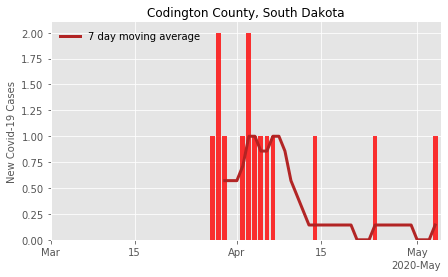 Codington County, South Dakota
7 day moving average
New Covid-19 Cases
2.00
1.75
1.50
1.25
1.00
0.75
0.50
0.25
0.00
Mar 15 Apr 15 May
2020-May